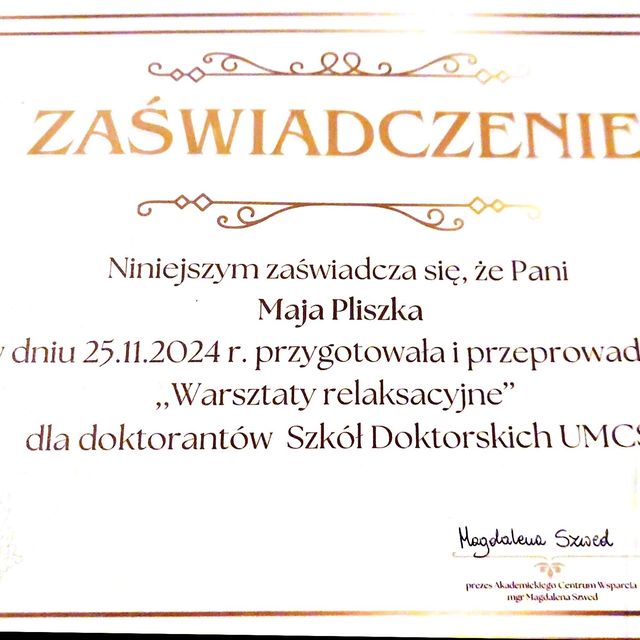 ZAŚWIADCZENIE
Niniejszym zaświadcza się, że Pani
Maja Pliszka
dniu 25.11.2024 r. przygotowała i przeprowad
,,Warsztaty relaksacyjne”
dla doktorantów Szkół Doktorskich UMCS
Magdalena Szwed
prezes Akademickiego Centrum Wsparcia
mgr Magdalena Szwed